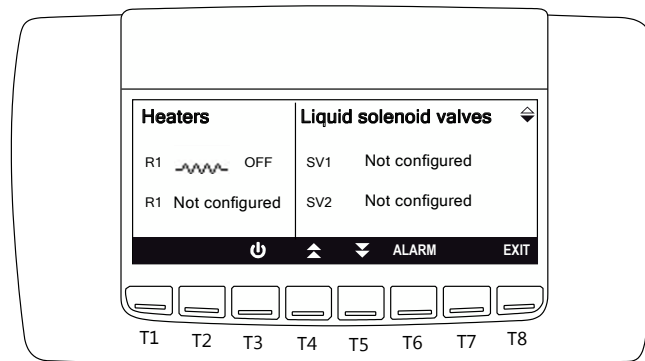 Heaters
R1 OFF
R1 Not configured
Liquid solenoid valves
SV1 Not configured
SV2 Not configured
ALARM EXIT
T1 T2 T3 T4 T5 T6 T7 T8